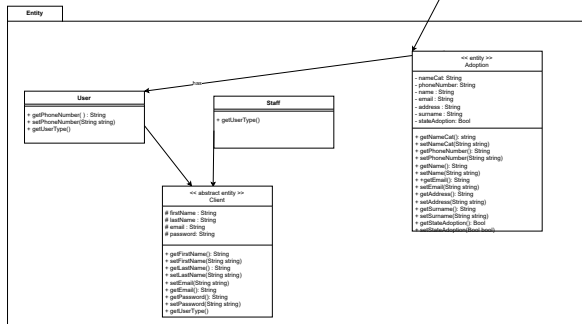 Entity
has
User
+ getPhoneNumber( ) : String
+ setPhoneNumber(String string)
+ getUserType()
Staff
+ getUserType()
<< entity >>
Adoption
- nameCat: String
- phoneNumber: String
- name : String
- email : String
- address : String
- surname : String
- stateAdoption: Bool
+ getNameCat(): string
+ setNameCat(String string)
+ getPhoneNumber(): String
+ setPhoneNumber(String string)
+ getName(): String
+ setName(String string)
+ +getEmail(): String
+ setEmail(String string)
+ getAddress(): String
+ setAddress(String string)
+ getSurname(): String
+ setSurname(String string)
+ getStateAdoption(): Bool
+ setStateAdoption(Bool bool)
<< abstract entity >>
Client
# firstName : String
# lastName : String
# email : String
# password: String
+ getFirstName(): String
+ setFirstName(String string)
+ getLastName() : String
+ setLastName(String string)
+ setEmail(String string)
+ getEmail(): String
+ getPassword(): String
+ setPassword(String string)
+ getUserType()